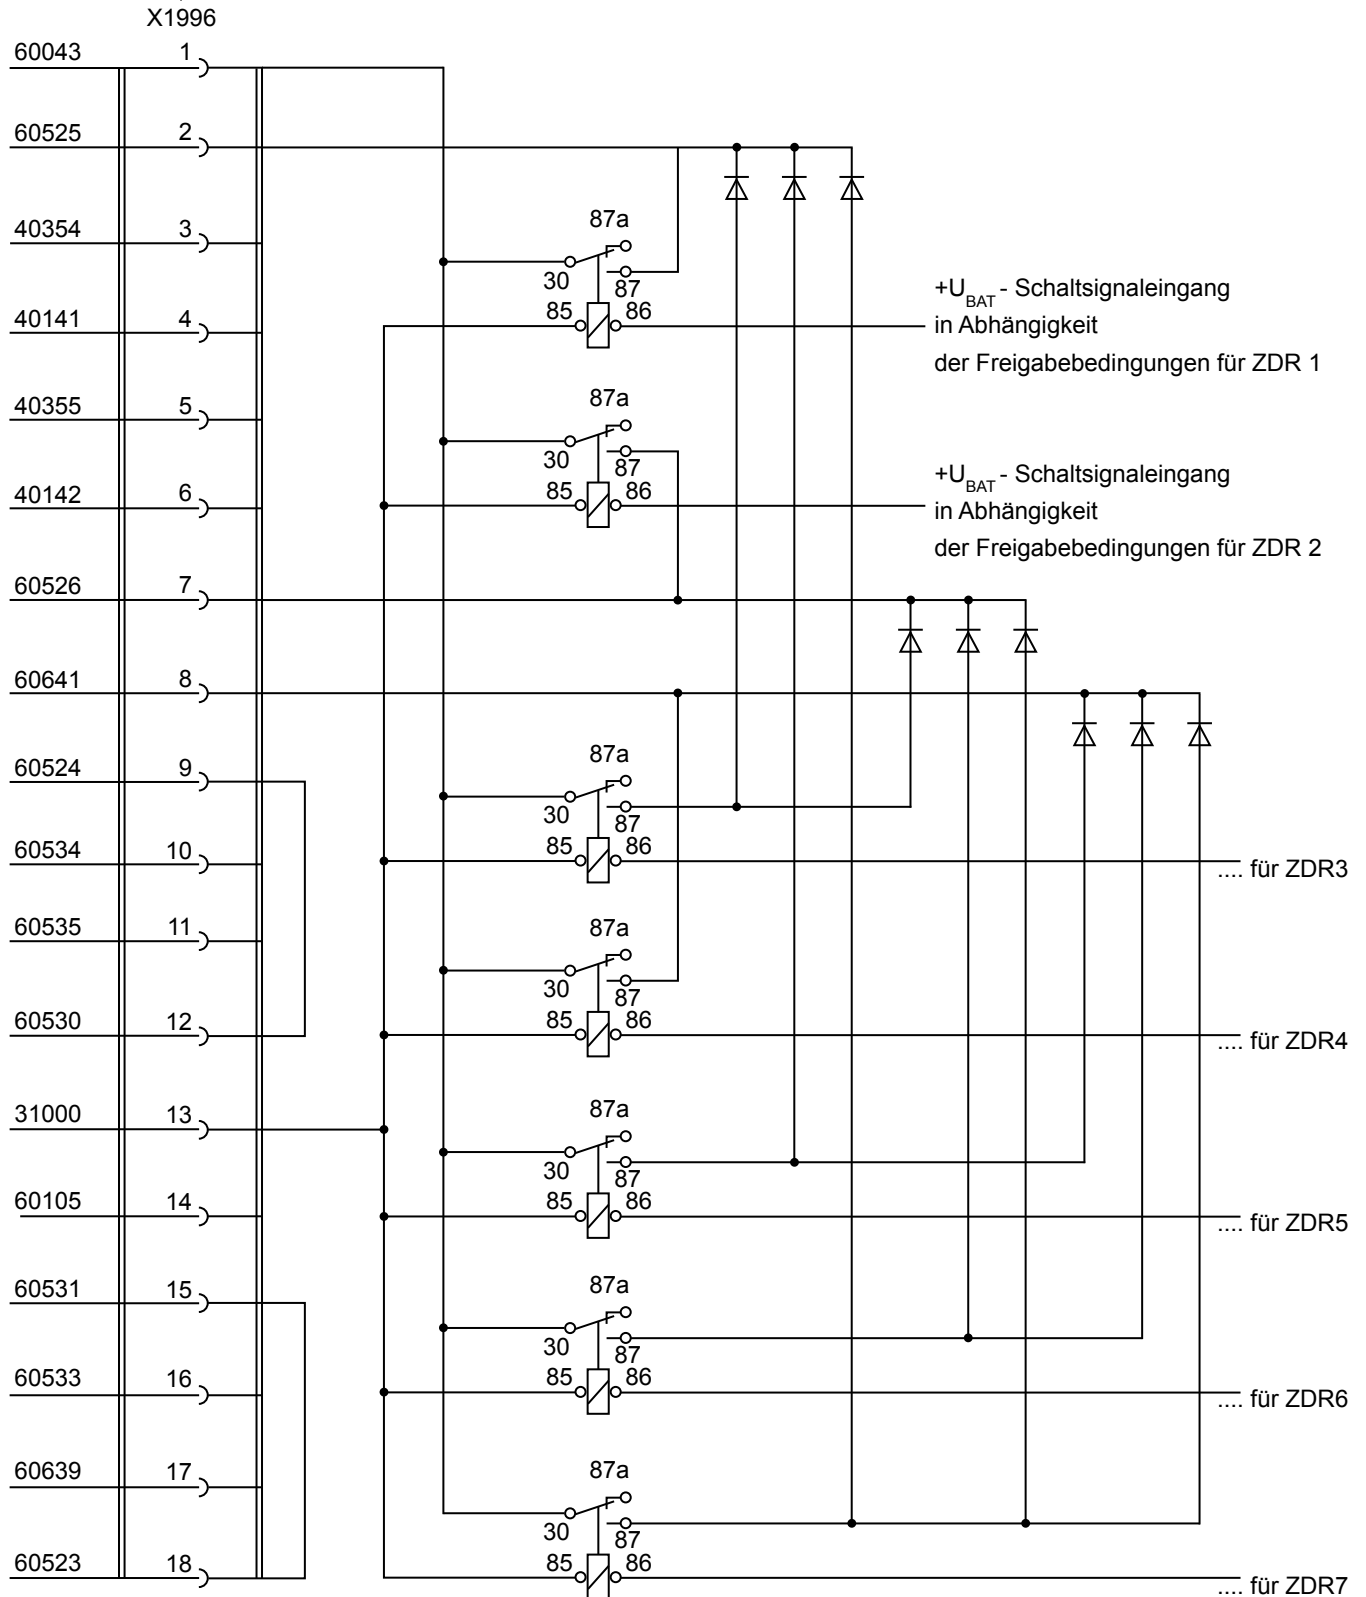 X1996
60043 1
60525 2
40354 3
87a
30 87
+UBAT - Schaltsignaleingang
40141 4
85 86
in Abhängigkeit
der Freigabebedingungen für ZDR 1
40355 5
87a
30 87
+UBAT - Schaltsignaleingang
40142 6
85 86
in Abhängigkeit
der Freigabebedingungen für ZDR 2
60526 7
60641 8
87a
60524 9
30 87
60534 10
85 86
.... für ZDR3
60535 11
87a
30 87
60530 12
85 86
.... für ZDR4
31000 13
87a
30 87
60105 14
85 86
.... für ZDR5
60531 15
87a
30 87
60533 16
85 86
.... für ZDR6
60639 17
87a
30 87
60523 18
85 86
.... für ZDR7